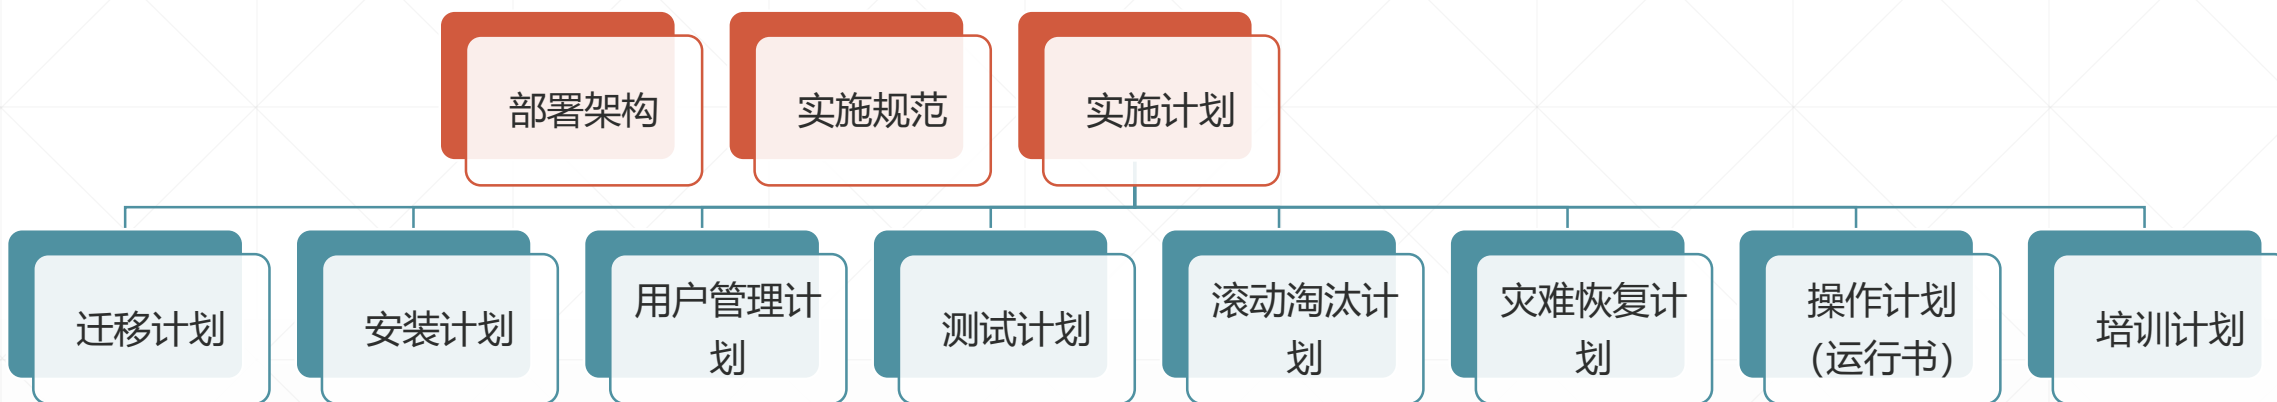 部署架构
实施规范
实施计划
迁移计划
安装计划
用户管理计
划
测试计划
滚动淘汰计
划
灾难恢复计
划
操作计划
（运行书）
培训计划